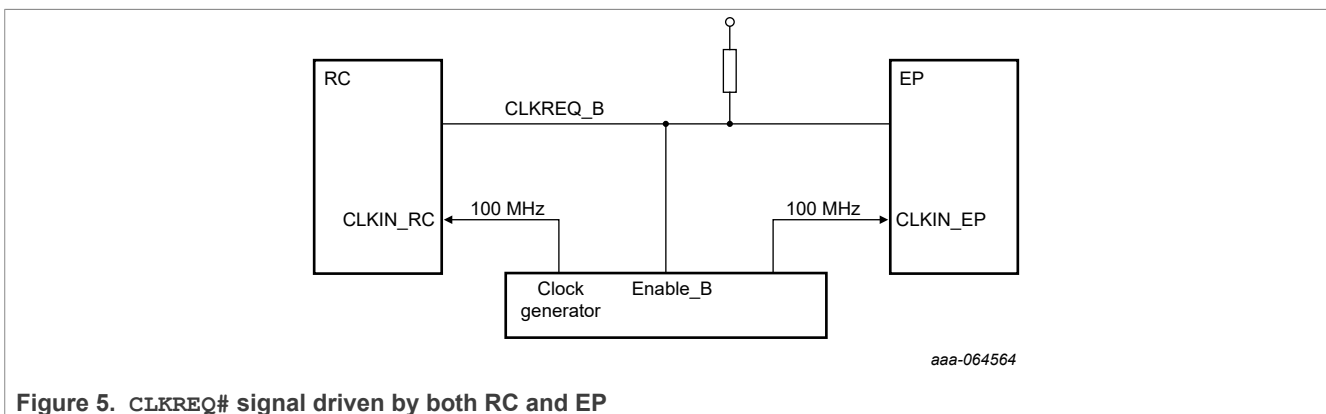 RC
EP
CLKREQ_B
CLKIN_RC
100 MHz
100 MHz
CLKIN_EP
Clock
generator
Enable_B
aaa-064564
Figure 5. CLKREQ# signal driven by both RC and EP